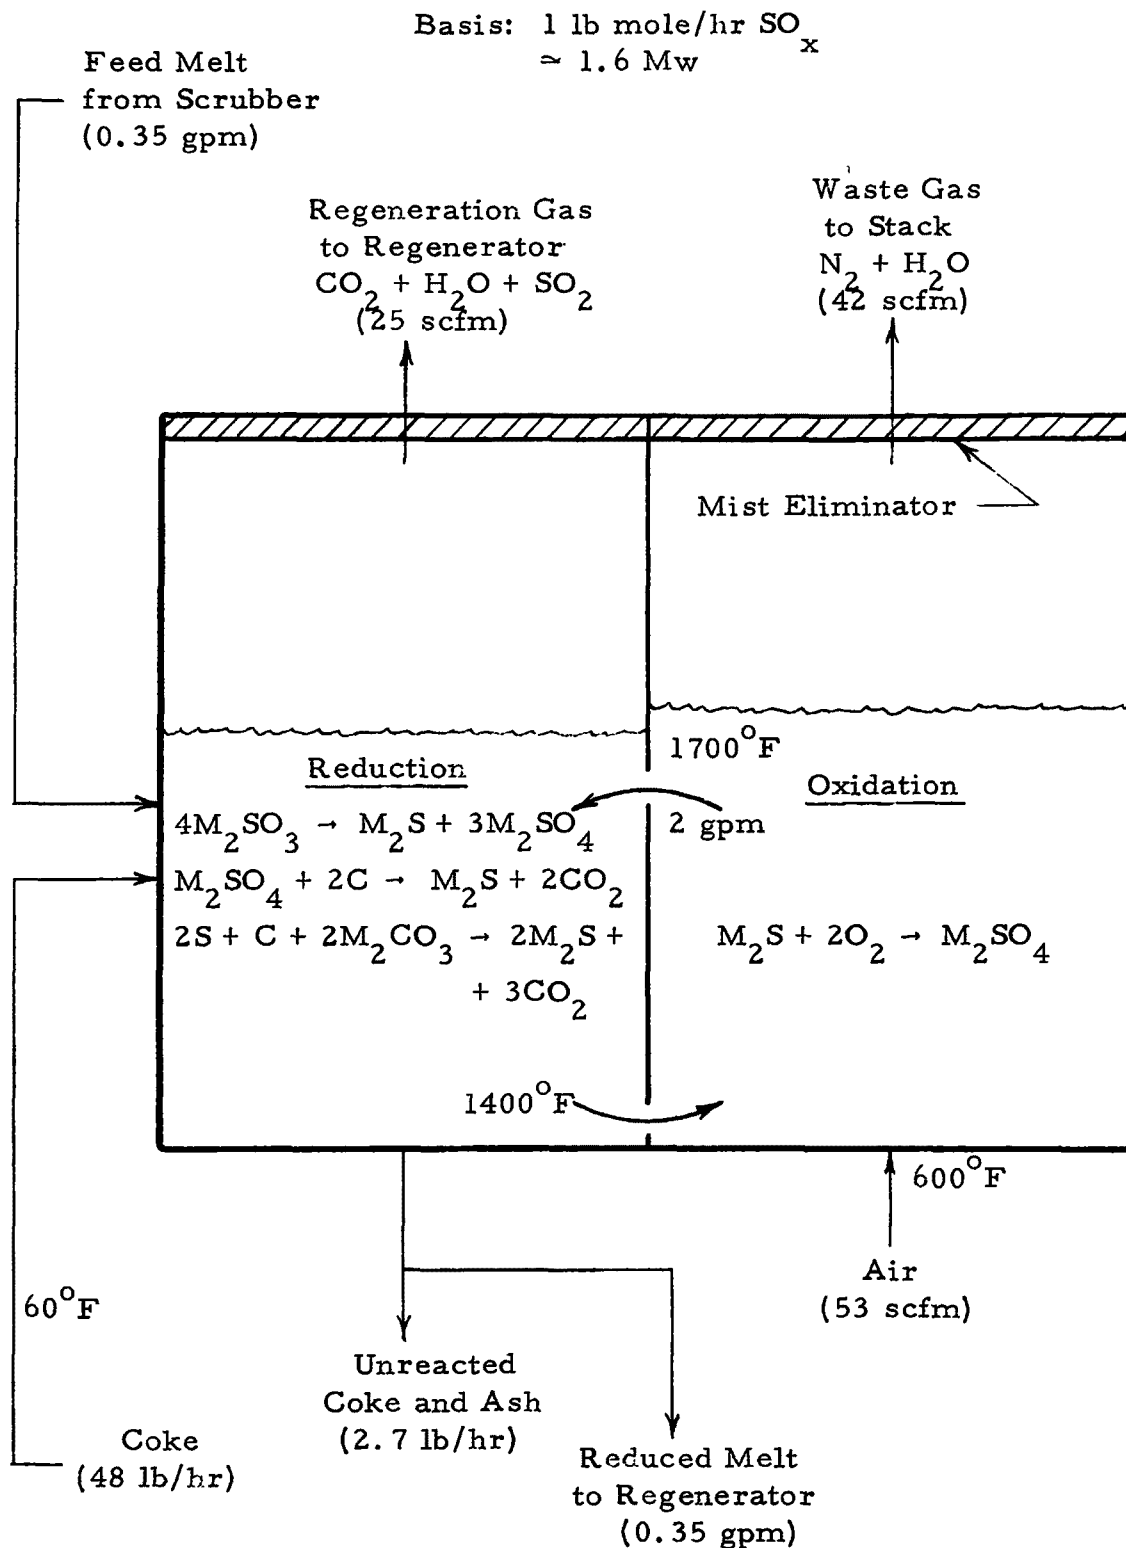 Basis: 1 lb mole/hr SOx
≃ 1.6 Mw
Feed Melt
from Scrubber
(0.35 gpm)
Regeneration Gas
to Regenerator
CO2 + H2O + SO2
(25 scfm)
Waste Gas
to Stack
N2 + H2O
(42 scfm)
Mist Eliminator
1700°F
Reduction
Oxidation
4M2SO3 → M2S + 3M2SO4
2 gpm
M2SO4 + 2C → M2S + 2CO2
2S + C + 2M2CO3 → 2M2S +
+ 3CO2
M2S + 2O2 → M2SO4
1400°F
600°F
Air
(53 scfm)
60°F
Unreacted
Coke and Ash
(2.7 lb/hr)
Coke
(48 lb/hr)
Reduced Melt
to Regenerator
(0.35 gpm)